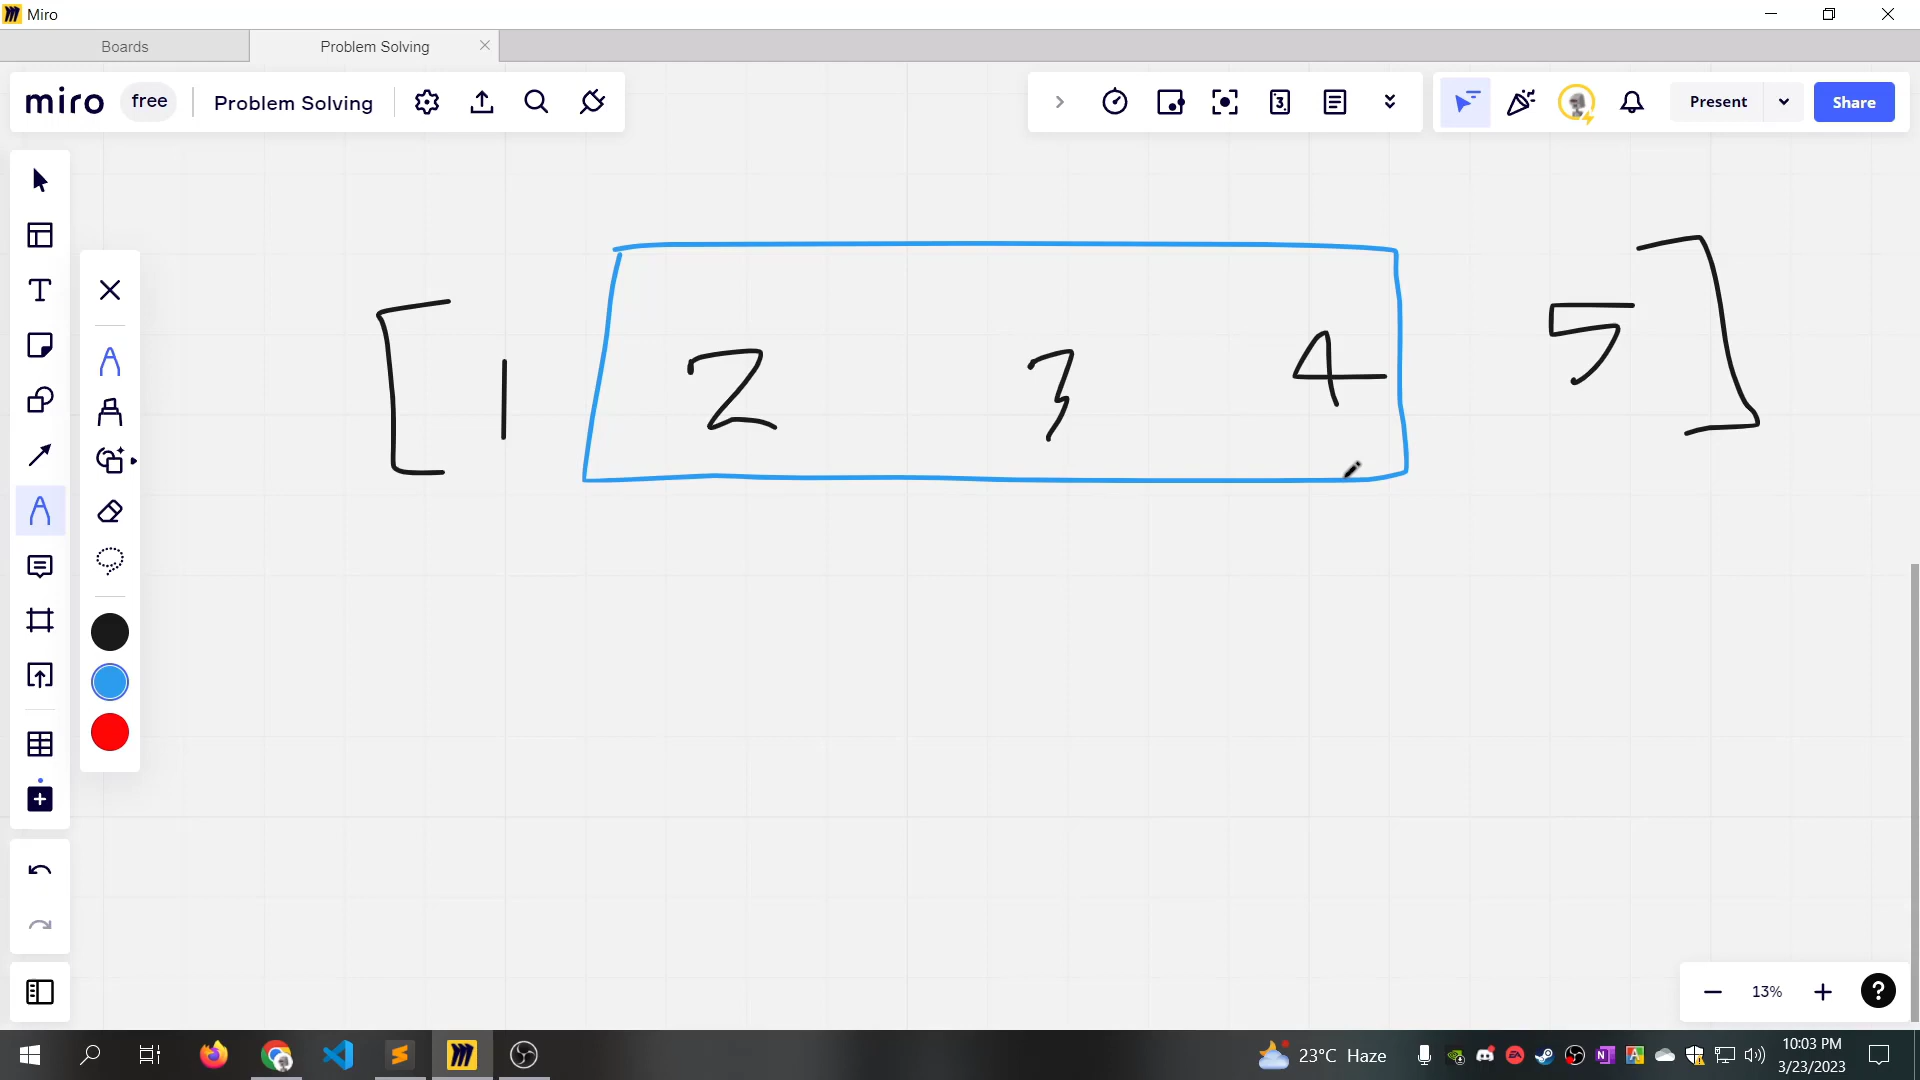 Miro
Boards
Problem Solving
miro
free
Problem Solving
3
Present
Share
[1 2 3 4 5]
13%
?
23°C Haze
10:03 PM
3/23/2023